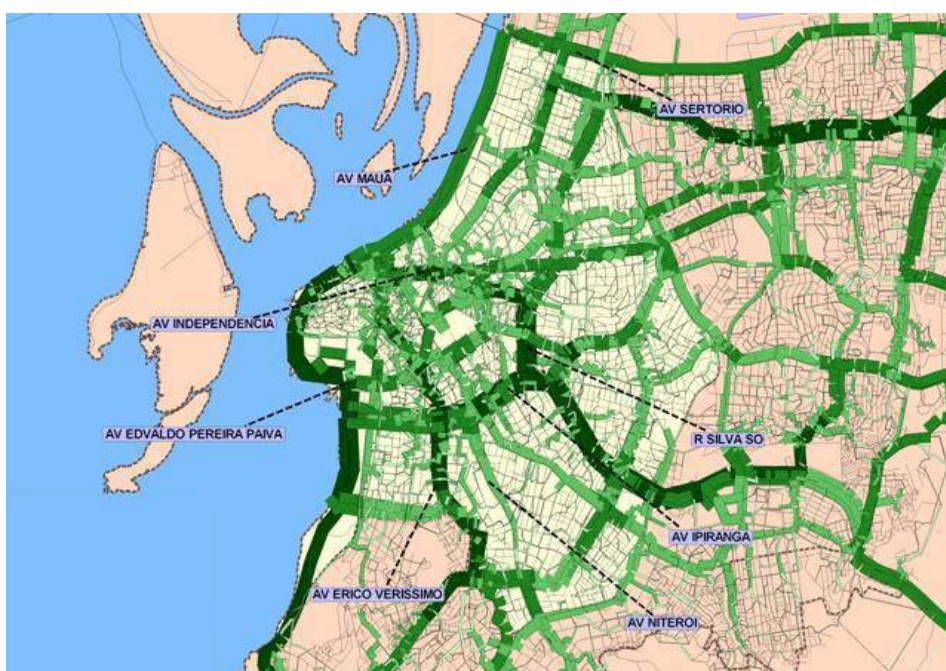 AV SERTORIO
AV MAUA
AV INDEPENDENCIA
AV EDVALDO PEREIRA PAIVA
R SILVA SO
AV IPIRANGA
AV ERICO VERISSIMO
AV NITEROI